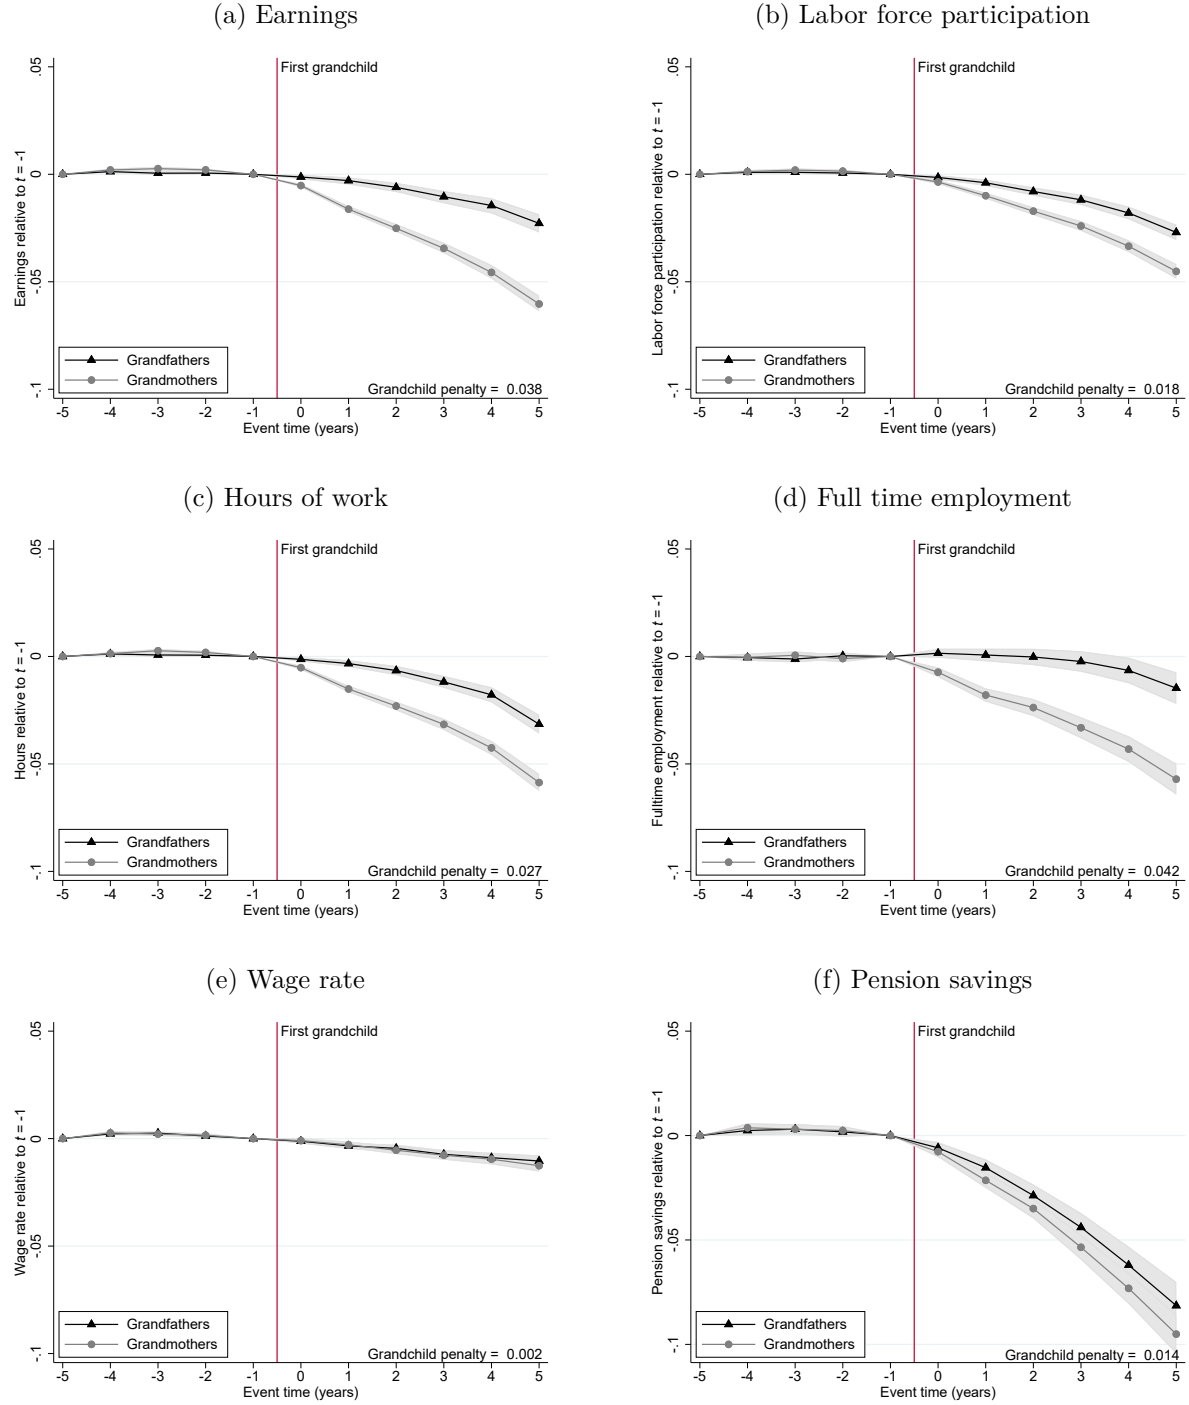 (a) Earnings
Earnings relative to t = -1
.05
0
-.05
-.1
First grandchild
Grandfathers
Grandmothers
Grandchild penalty = 0.038
-5 -4 -3 -2 -1 0 1 2 3 4 5
Event time (years)
(b) Labor force participation
Labor force participation relative to t = -1
.05
0
-.05
-.1
First grandchild
Grandfathers
Grandmothers
Grandchild penalty = 0.018
-5 -4 -3 -2 -1 0 1 2 3 4 5
Event time (years)
(c) Hours of work
Hours relative to t = -1
.05
0
-.05
-.1
First grandchild
Grandfathers
Grandmothers
Grandchild penalty = 0.027
-5 -4 -3 -2 -1 0 1 2 3 4 5
Event time (years)
(d) Full time employment
Fulltime employment relative to t = -1
.05
0
-.05
-.1
First grandchild
Grandfathers
Grandmothers
Grandchild penalty = 0.042
-5 -4 -3 -2 -1 0 1 2 3 4 5
Event time (years)
(e) Wage rate
Wage rate relative to t = -1
.05
0
-.05
-.1
First grandchild
Grandfathers
Grandmothers
Grandchild penalty = 0.002
-5 -4 -3 -2 -1 0 1 2 3 4 5
Event time (years)
(f) Pension savings
Pension savings relative to t = -1
.05
0
-.05
-.1
First grandchild
Grandfathers
Grandmothers
Grandchild penalty = 0.014
-5 -4 -3 -2 -1 0 1 2 3 4 5
Event time (years)